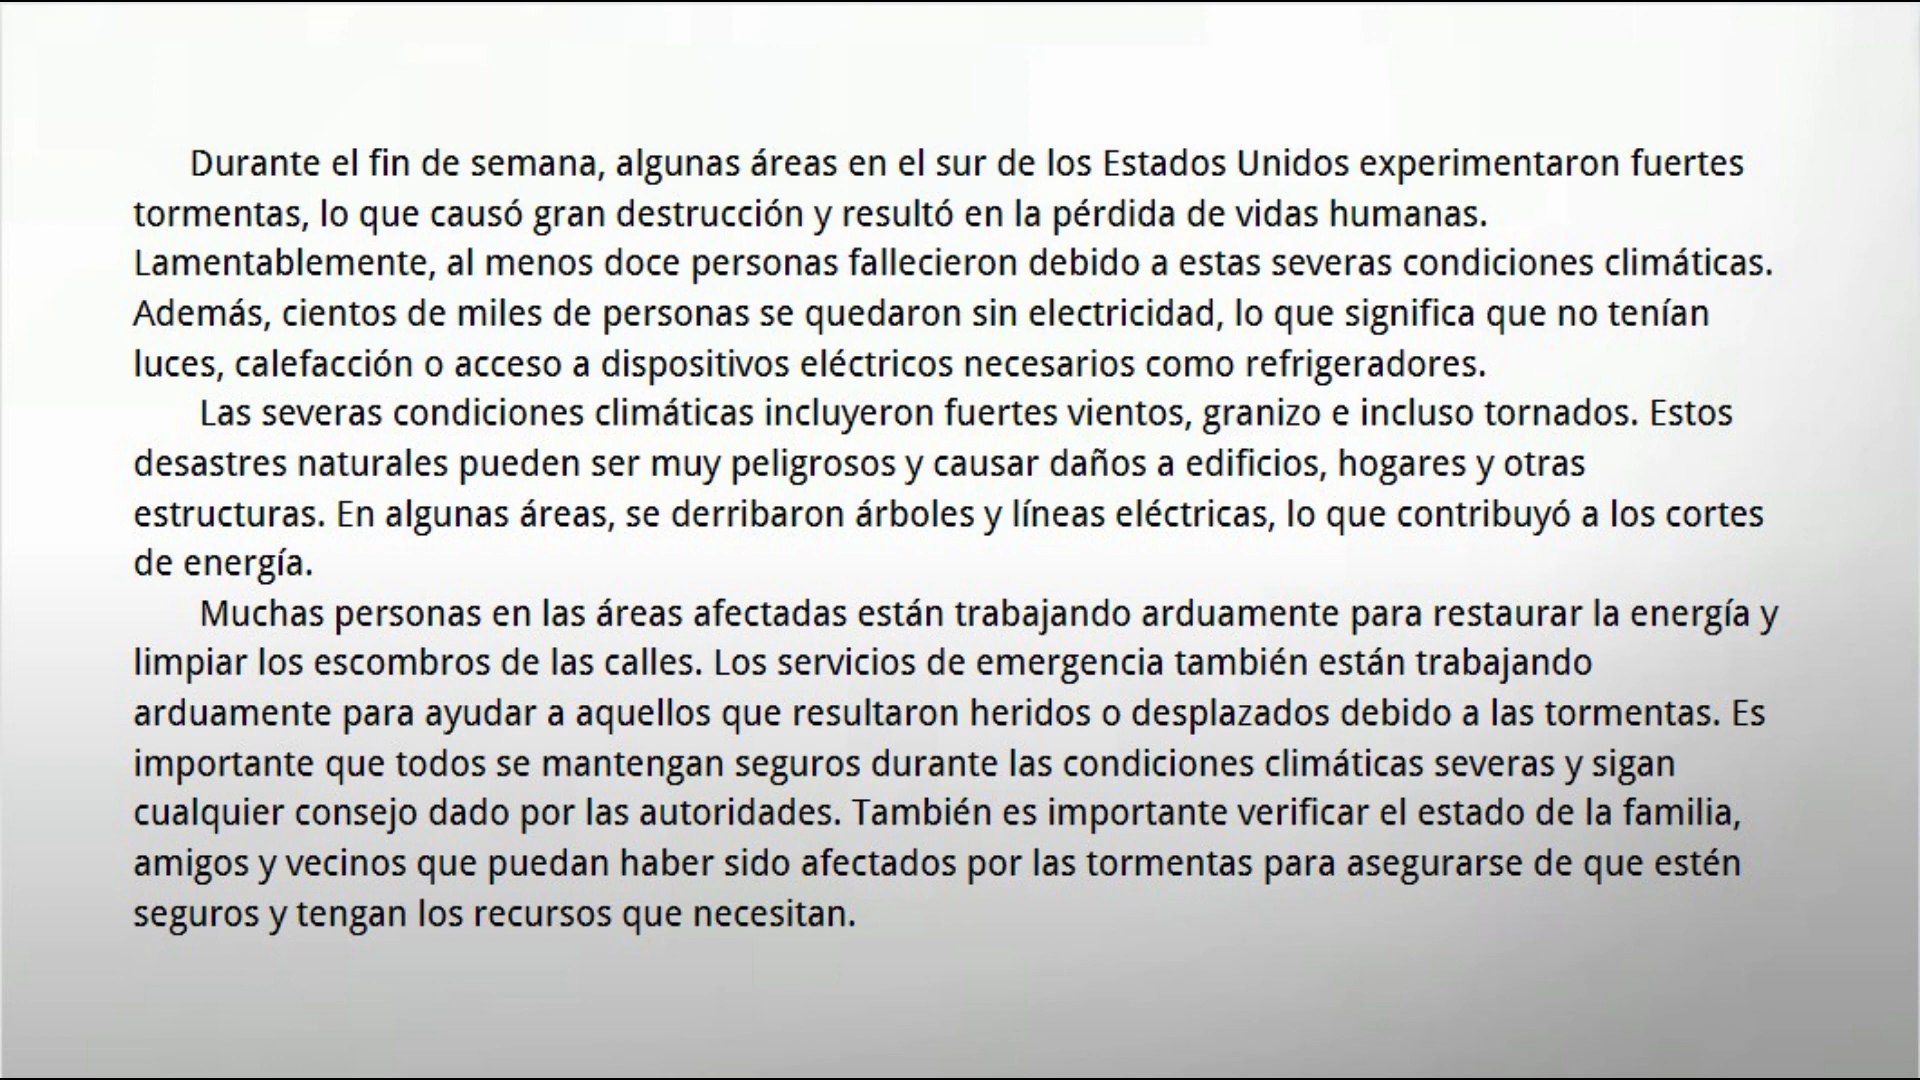 Durante el fin de semana, algunas áreas en el sur de los Estados Unidos experimentaron fuertes
tormentas, lo que causó gran destrucción y resultó en la pérdida de vidas humanas.
Lamentablemente, al menos doce personas fallecieron debido a estas severas condiciones climáticas.
Además, cientos de miles de personas se quedaron sin electricidad, lo que significa que no tenían
luces, calefacción o acceso a dispositivos eléctricos necesarios como refrigeradores.
Las severas condiciones climáticas incluyeron fuertes vientos, granizo e incluso tornados. Estos
desastres naturales pueden ser muy peligrosos y causar daños a edificios, hogares y otras
estructuras. En algunas áreas, se derribaron árboles y líneas eléctricas, lo que contribuyó a los cortes
de energía.
Muchas personas en las áreas afectadas están trabajando arduamente para restaurar la energía y
limpiar los escombros de las calles. Los servicios de emergencia también están trabajando
arduamente para ayudar a aquellos que resultaron heridos o desplazados debido a las tormentas. Es
importante que todos se mantengan seguros durante las condiciones climáticas severas y sigan
cualquier consejo dado por las autoridades. También es importante verificar el estado de la familia,
amigos y vecinos que puedan haber sido afectados por las tormentas para asegurarse de que estén
seguros y tengan los recursos que necesitan.